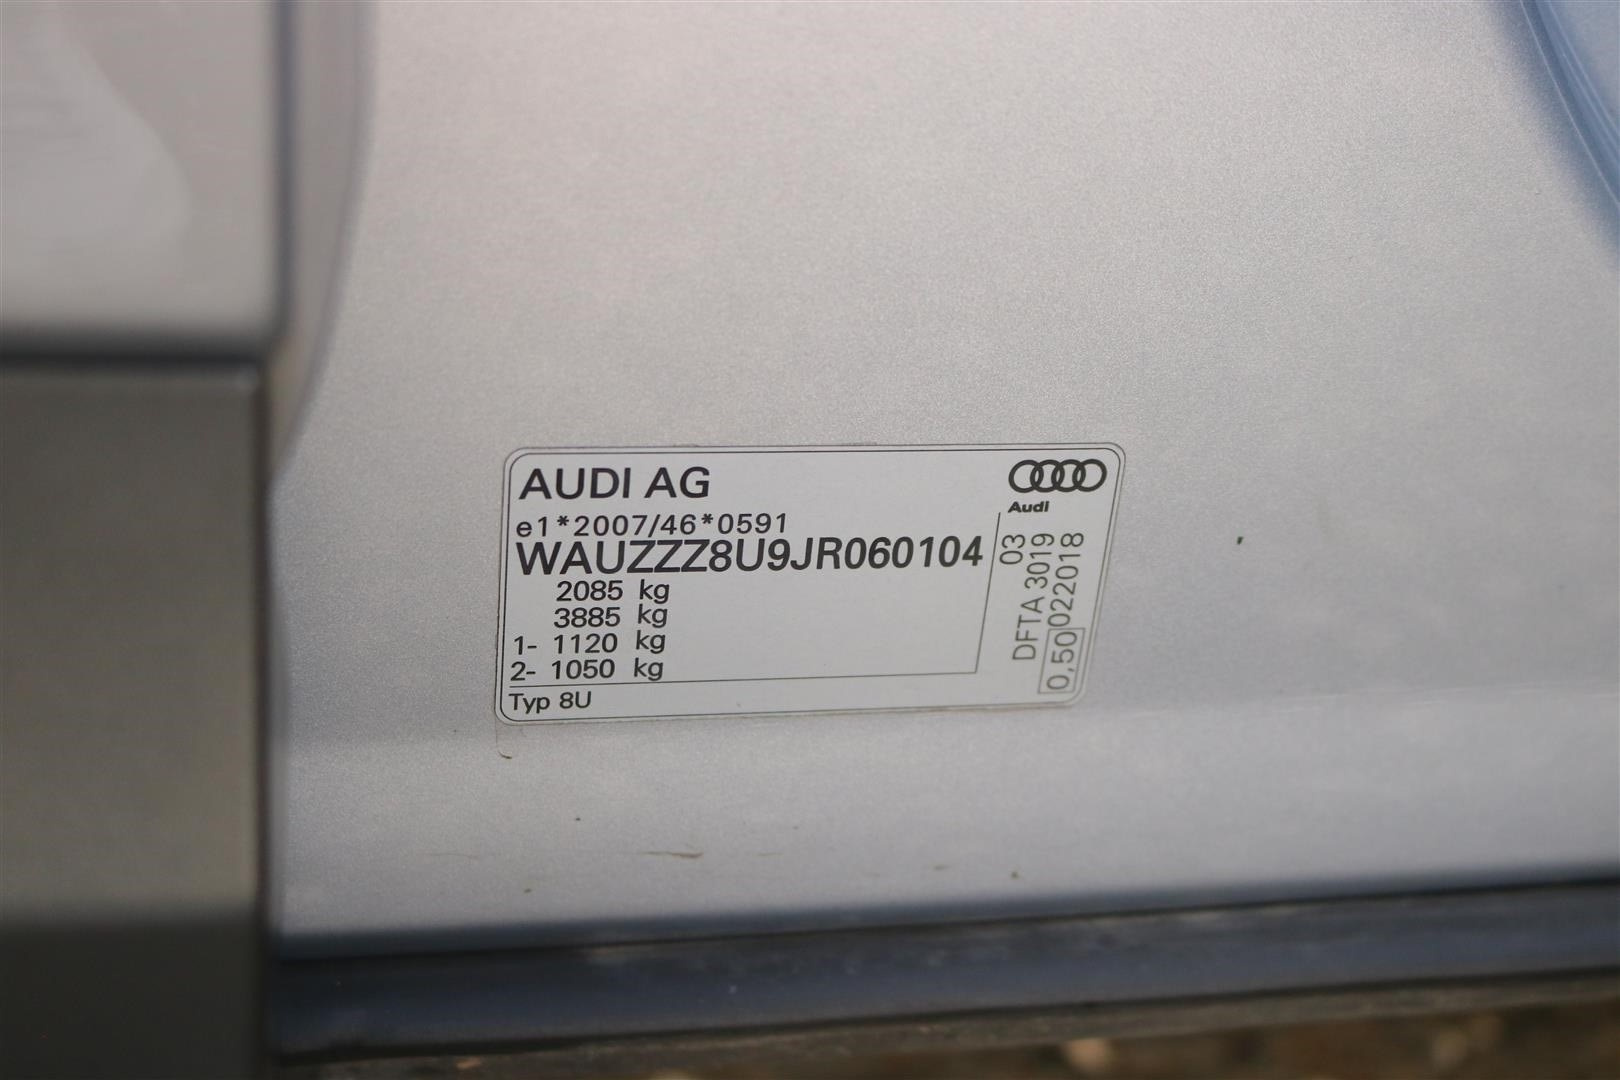 AUDI AG
Audi
e1*2007/46*0591
WAUZZZ8U9JR060104
2085 kg
3885 kg
1- 1120 kg
2- 1050 kg
Typ 8U
03
DFTA 3019
0,50 022018